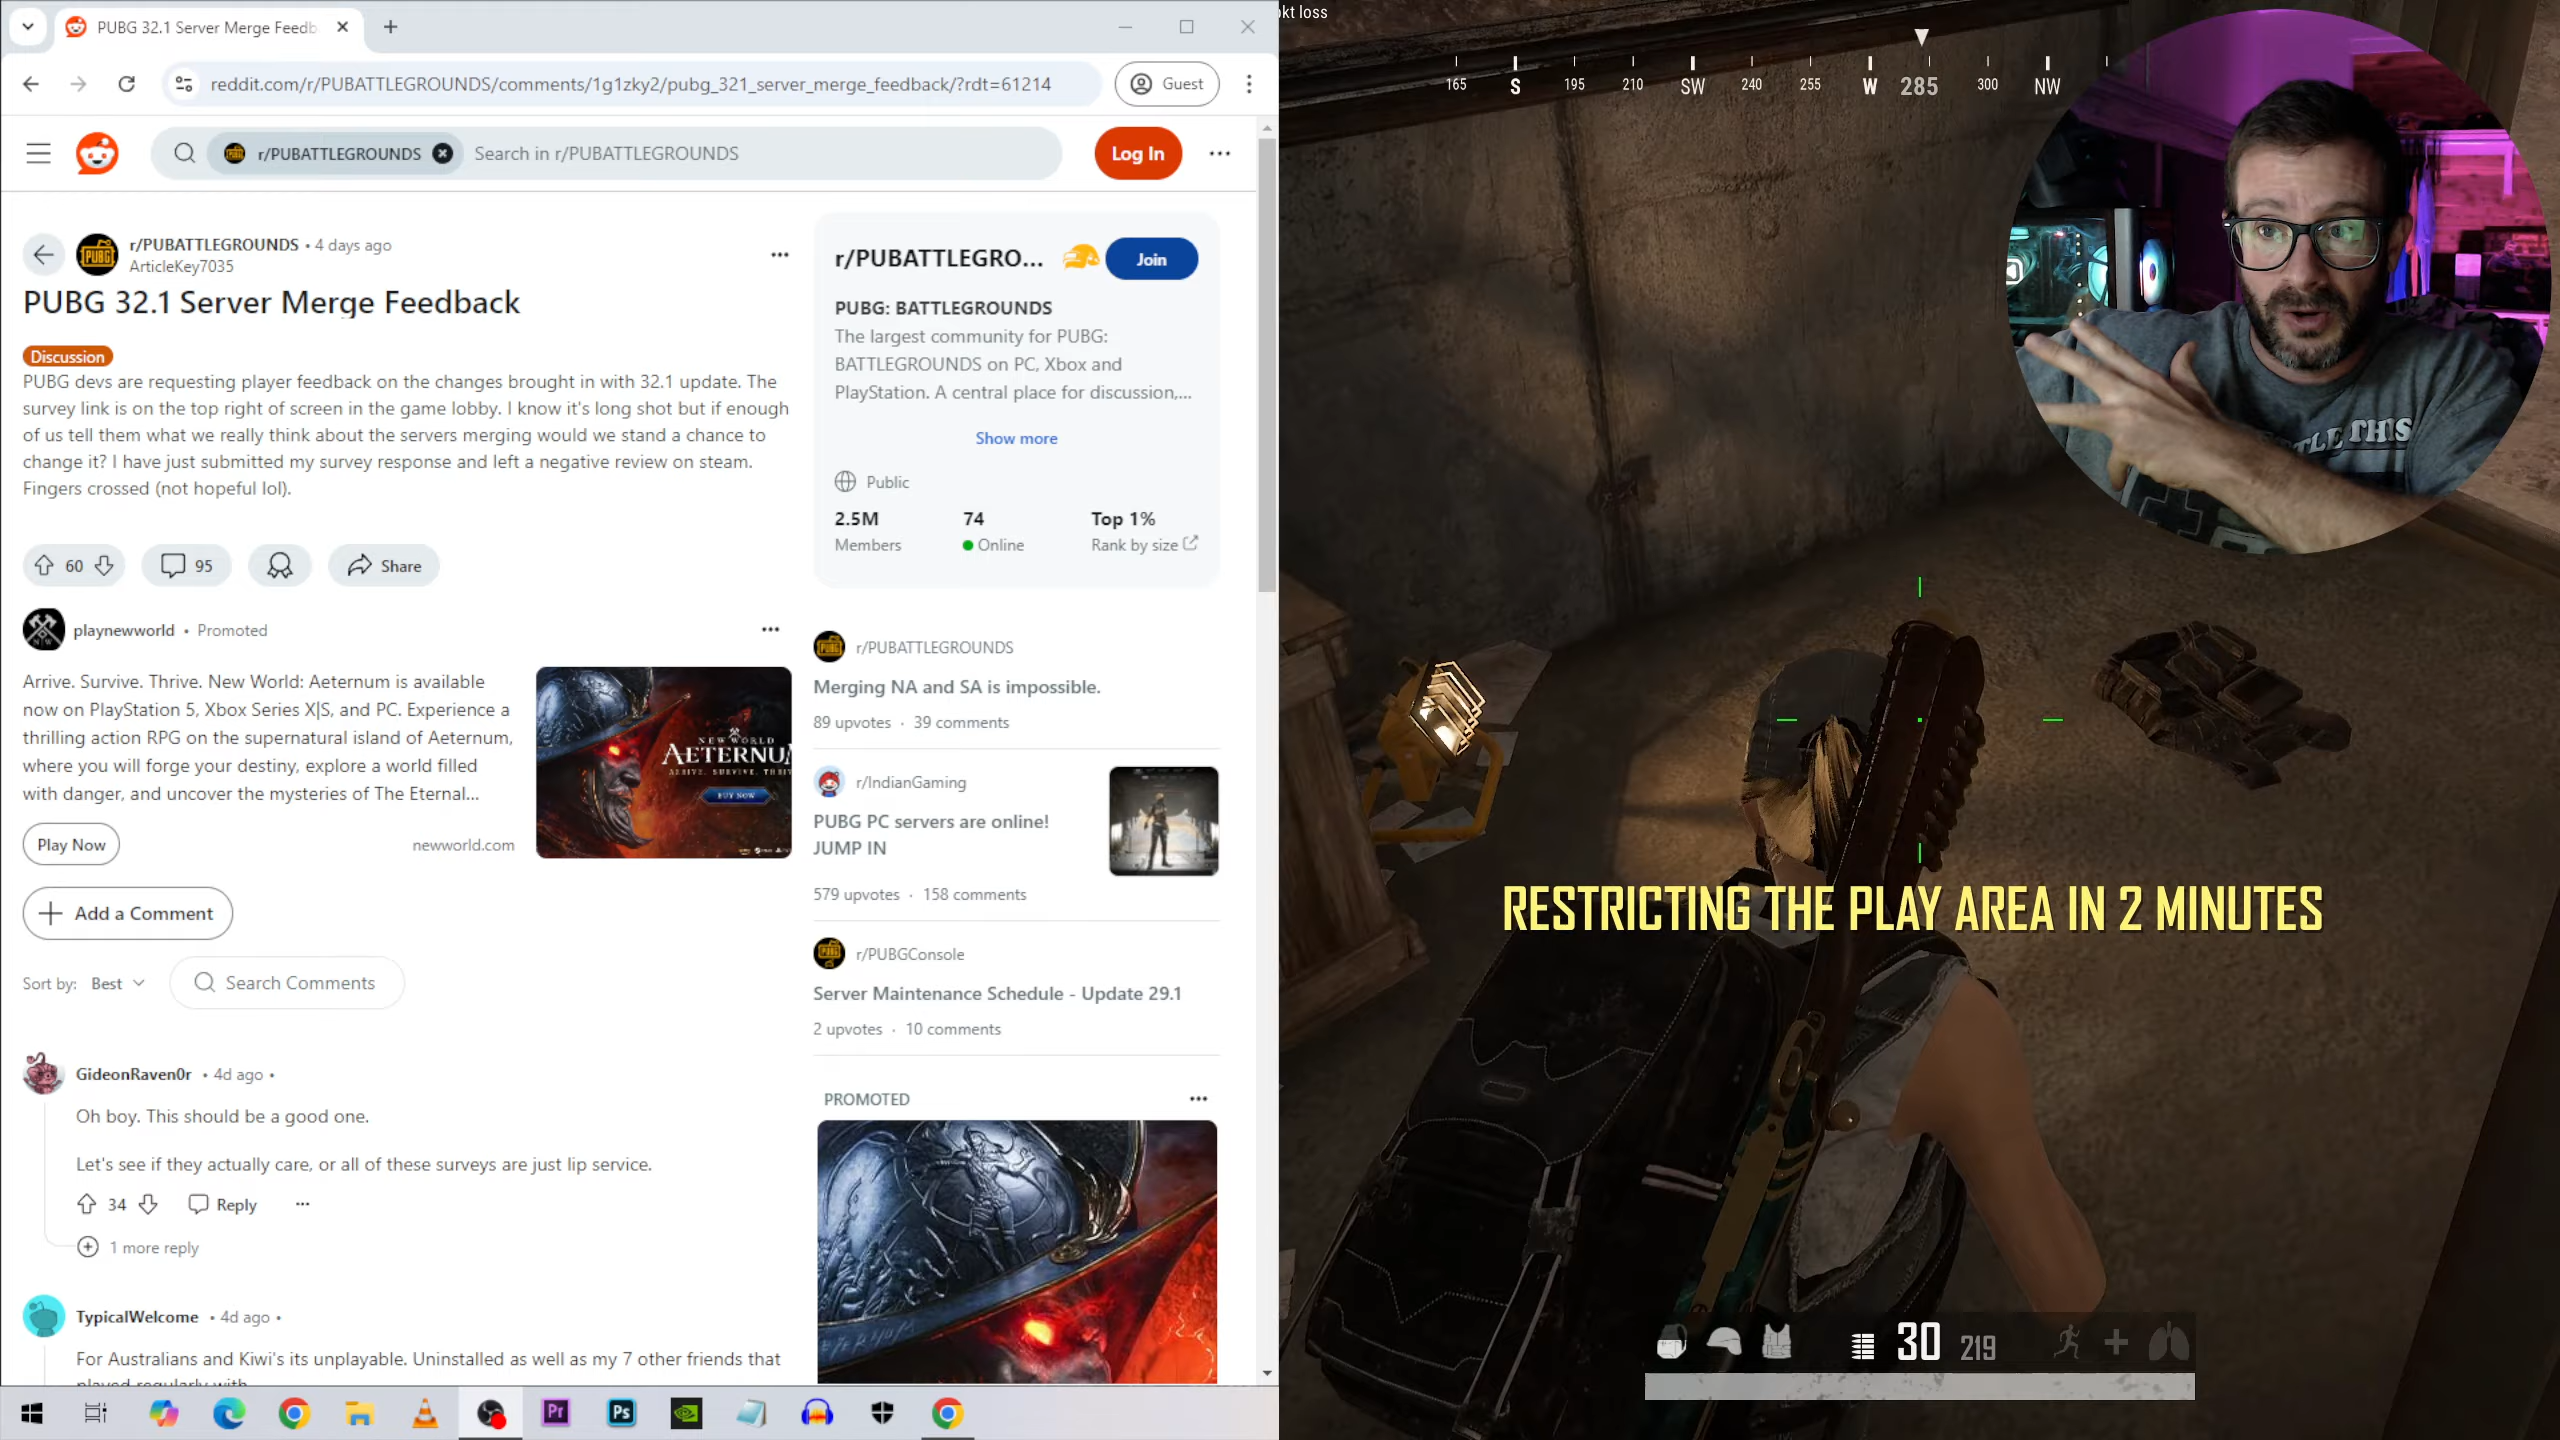 PUBG 32.1 Server Merge Feedb
reddit.com/r/PUBATTLEGROUNDS/comments/1g1zky2/pubg_321_server_merge_feedback/?rdt=61214
Guest
r/PUBATTLEGROUNDS
Search in r/PUBATTLEGROUNDS
Log In
r/PUBATTLEGROUNDS • 4 days ago
ArticleKey7035
PUBG 32.1 Server Merge Feedback
Discussion
PUBG devs are requesting player feedback on the changes brought in with 32.1 update. The
survey link is on the top right of screen in the game lobby. I know it's long shot but if enough
of us tell them what we really think about the servers merging would we stand a chance to
change it? I have just submitted my survey response and left a negative review on steam.
Fingers crossed (not hopeful lol).
60
95
Share
playnewworld • Promoted
Arrive. Survive. Thrive. New World: Aeternum is available
now on PlayStation 5, Xbox Series X|S, and PC. Experience a
thrilling action RPG on the supernatural island of Aeternum,
where you will forge your destiny, explore a world filled
with danger, and uncover the mysteries of The Eternal...
NEW WORLD
AETERNUM
ARRIVE. SURVIVE. THRIV
BUY NOW
Play Now
newworld.com
Add a Comment
Sort by: Best
Search Comments
GideonRaven0r • 4d ago •
Oh boy. This should be a good one.
Let's see if they actually care, or all of these surveys are just lip service.
34
Reply
1 more reply
TypicalWelcome • 4d ago •
For Australians and Kiwi's its unplayable. Uninstalled as well as my 7 other friends that
played regularly with
r/PUBATTLEGRO...
Join
PUBG: BATTLEGROUNDS
The largest community for PUBG:
BATTLEGROUNDS on PC, Xbox and
PlayStation. A central place for discussion,...
Show more
Public
2.5M
Members
74
Online
Top 1%
Rank by size
r/PUBATTLEGROUNDS
Merging NA and SA is impossible.
89 upvotes · 39 comments
r/IndianGaming
PUBG PC servers are online!
JUMP IN
579 upvotes · 158 comments
r/PUBGConsole
Server Maintenance Schedule - Update 29.1
2 upvotes · 10 comments
PROMOTED
Pr
Ps
pkt loss
165 S 195 210 SW 240 255 W 285 300 NW
THIS
RESTRICTING THE PLAY AREA IN 2 MINUTES
30 219